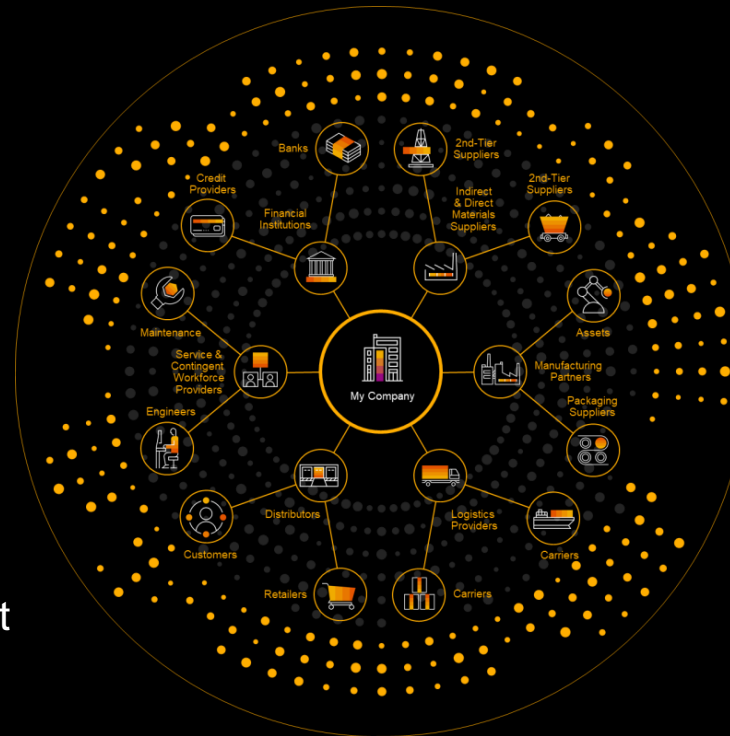 Banks
2nd-Tier
Suppliers
Credit
Providers
2nd-Tier
Suppliers
Financial
Institutions
Indirect
& Direct
Materials
Suppliers
Maintenance
Assets
Service &
Contingent
Workforce
Providers
My Company
Manufacturing
Partners
Engineers
Packaging
Suppliers
Distributors
Logistics
Providers
Customers
Carriers
Retailers
Carriers
t